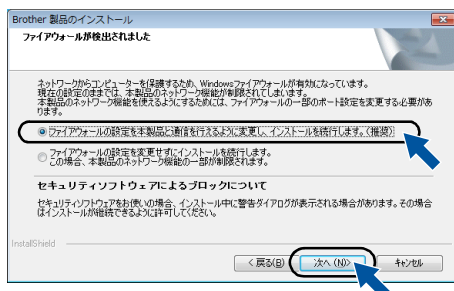 Brother 製品のインストール
ファイアウォールが検出されました
ネットワークからコンピューターを保護するため、Windowsファイアウォールが有効になっています。
現在の設定のままでは、本製品のネットワーク機能が制限されてしまいます。
本製品のネットワーク機能を使えるようにするためには、ファイアウォールの一部のポート設定を変更する必要があ
ります。
ファイアウォールの設定を本製品と通信を行えるように変更し、インストールを続行します。(推奨)
ファイアウォールの設定を変更せずにインストールを続行します。
この場合、本製品のネットワーク機能の一部が制限されます。
セキュリティソフトウェアによるブロックについて
セキュリティソフトウェアをお使いの場合、インストール中に警告ダイアログが表示される場合があります。その場合
はインストールが継続できるように許可してください。
InstallShield
< 戻る(B)
次へ (N)>
キャンセル